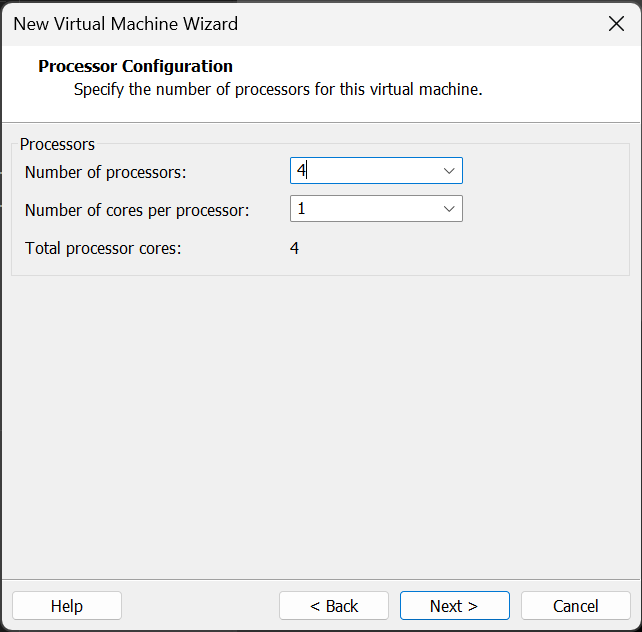 New Virtual Machine Wizard
Processor Configuration
Specify the number of processors for this virtual machine.
Processors
Number of processors: 4
Number of cores per processor: 1
Total processor cores: 4
Help < Back Next > Cancel